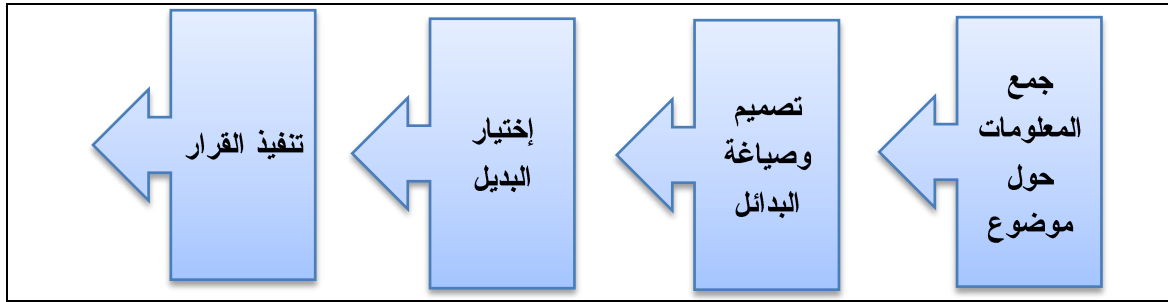 جمع
المعلومات
حول
موضوع
تصميم
وصياغة
البدائل
إختيار
البديل
تنفيذ القرار